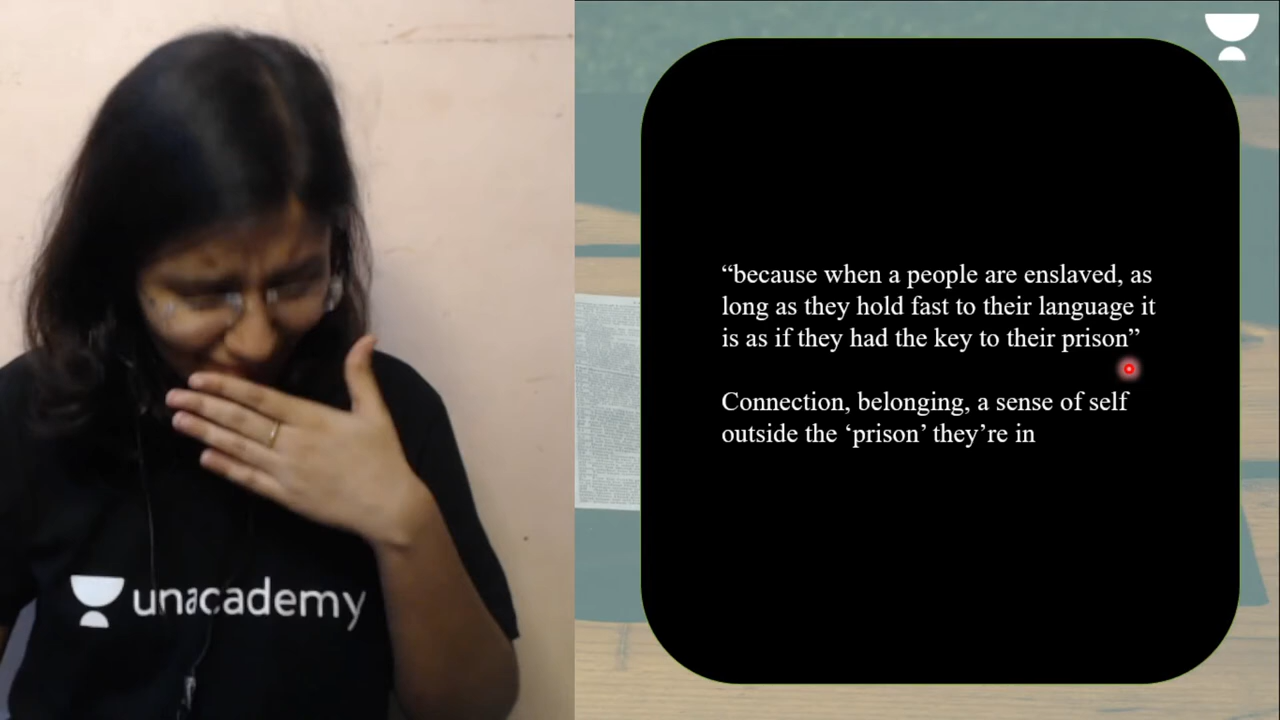 unacademy
“because when a people are enslaved, as
long as they hold fast to their language it
is as if they had the key to their prison”
Connection, belonging, a sense of self
outside the ‘prison’ they’re in